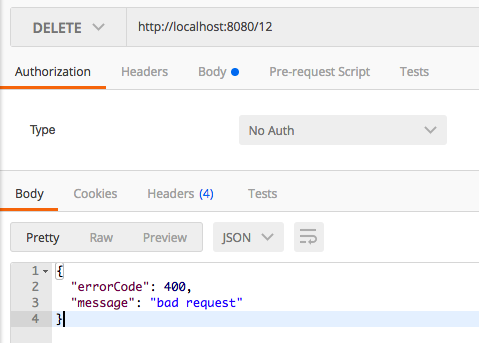 DELETE http://localhost:8080/12
Authorization Headers Body Pre-request Script Tests
Type No Auth
Body Cookies Headers (4) Tests
Pretty Raw Preview JSON
1 {
2 "errorCode": 400,
3 "message": "bad request"
4 }